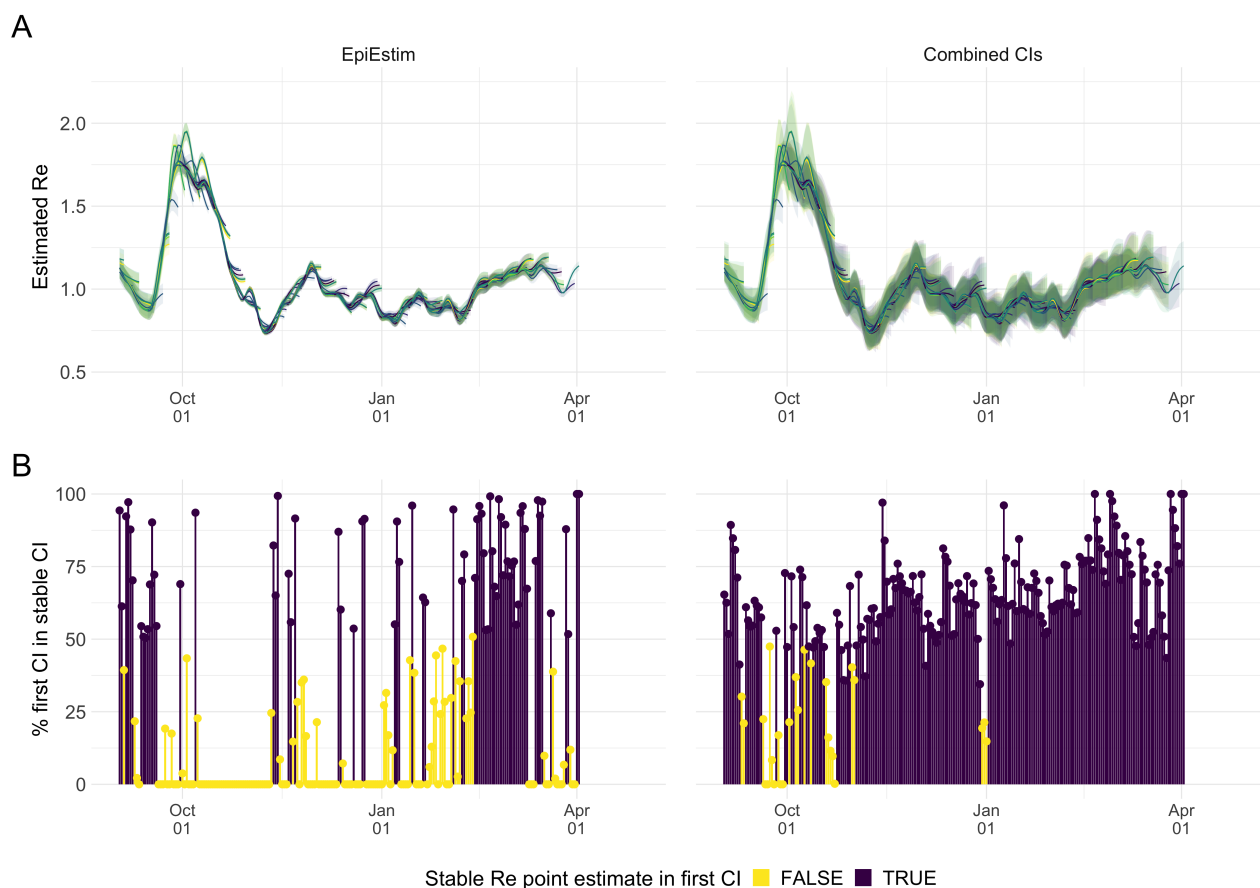 A
EpiEstim
Combined CIs
Estimated Re
2.0
1.5
1.0
0.5
Oct
01
Jan
01
Apr
01
Oct
01
Jan
01
Apr
01
B
% first CI in stable CI
100
75
50
25
0
Oct
01
Jan
01
Apr
01
Oct
01
Jan
01
Apr
01
Stable Re point estimate in first CI FALSE TRUE